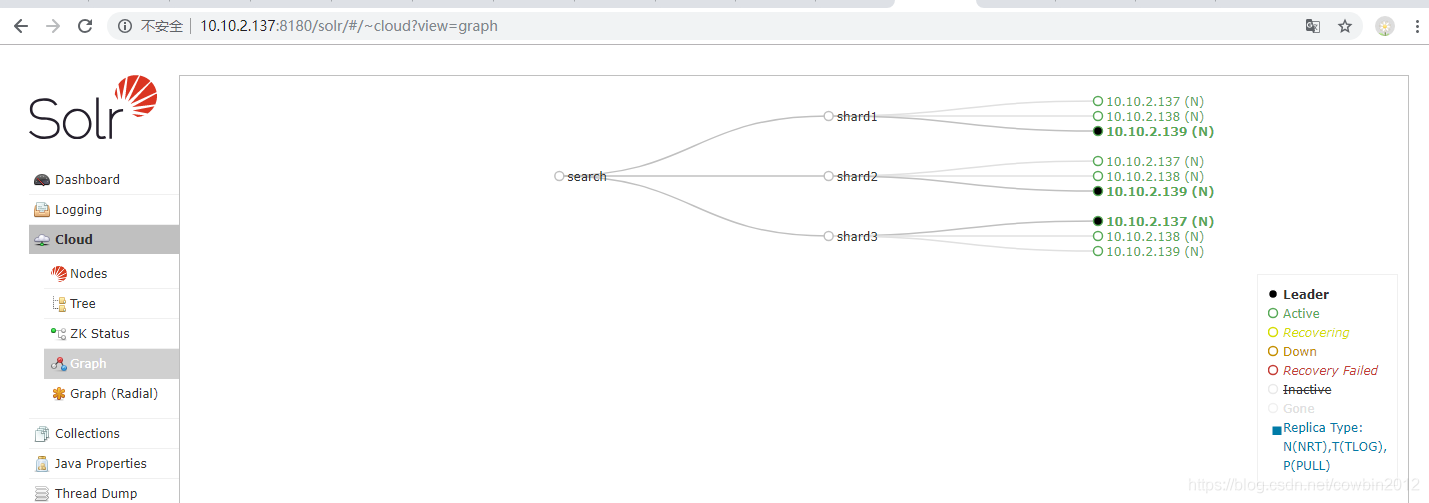 不安全 | 10.10.2.137:8180/solr/#/~cloud?view=graph
Solr
Dashboard
Logging
Cloud
Nodes
Tree
ZK Status
Graph
Graph (Radial)
Collections
Java Properties
Thread Dump
search
shard1
10.10.2.137 (N)
10.10.2.138 (N)
10.10.2.139 (N)
shard2
10.10.2.137 (N)
10.10.2.138 (N)
10.10.2.139 (N)
shard3
10.10.2.137 (N)
10.10.2.138 (N)
10.10.2.139 (N)
Leader
Active
Recovering
Down
Recovery Failed
Inactive
Gone
Replica Type:
N(NRT),T(TLOG),
P(PULL)
https://blog.csdn.net/cowbin2012